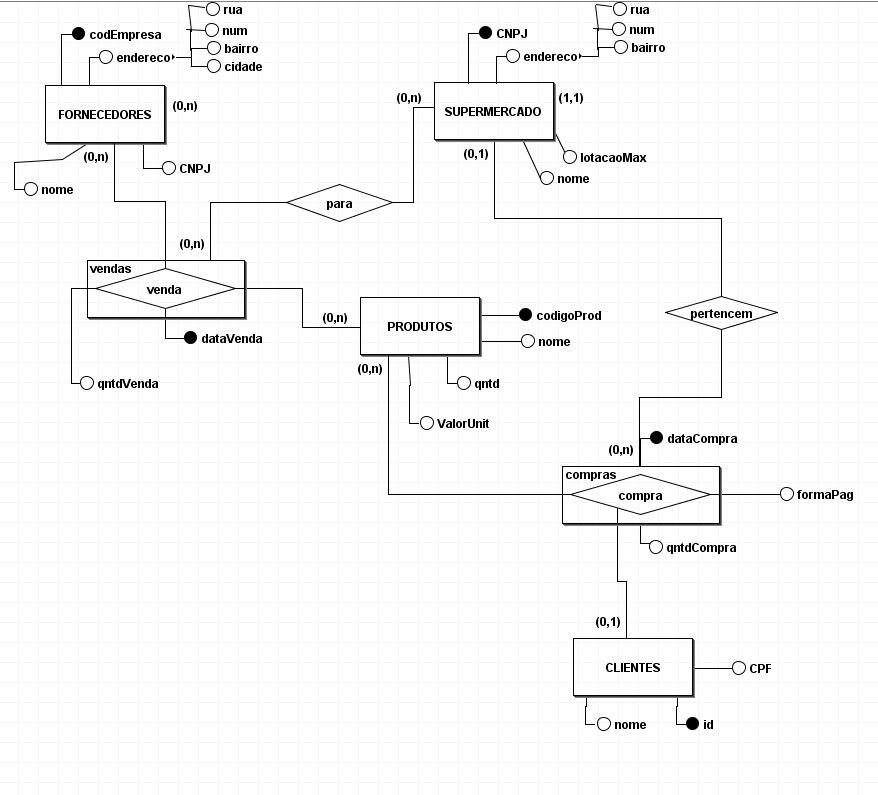 rua
codEmpresa
num
bairro
endereco
cidade
(0,n)
FORNECEDORES
(0,n)
CNPJ
nome
rua
CNPJ
num
bairro
endereco
(0,n)
SUPERMERCADO
(1,1)
(0,1)
lotacaoMax
nome
para
(0,n)
vendas
venda
dataVenda
qntdVenda
(0,n)
PRODUTOS
codigoProd
nome
(0,n)
qntd
ValorUnit
pertencem
dataCompra
(0,n)
compras
compra
formaPag
qntdCompra
(0,1)
CLIENTES
CPF
nome
id